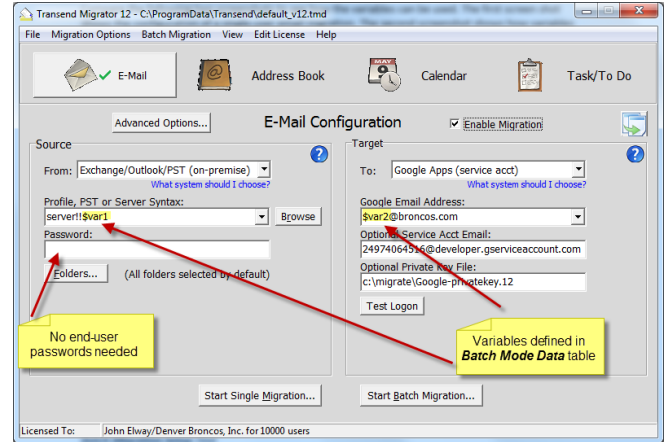 Transend Migrator 12 - C:\ProgramData\Transend\default_v12.tmd
File Migration Options Batch Migration View Edit License Help
E-Mail Address Book Calendar Task/To Do
Advanced Options... E-Mail Configuration Enable Migration
Source Target
From: Exchange/Outlook/PST (on-premise) To: Google Apps (service acct)
What system should I choose? What system should I choose?
Profile, PST or Server Syntax: Google Email Address:
server!!$var1 Browse $var2@broncos.com
Password: Optional Service Acct Email:
24974064516@developer.gserviceaccount.com
Optional Private Key File:
Folders... (All folders selected by default) c:\migrate\Google-privatekey.12
Test Logon
No end-user
passwords needed
Variables defined in
Batch Mode Data table
Start Single Migration... Start Batch Migration...
Licensed To: John Elway/Denver Broncos, Inc. for 10000 users